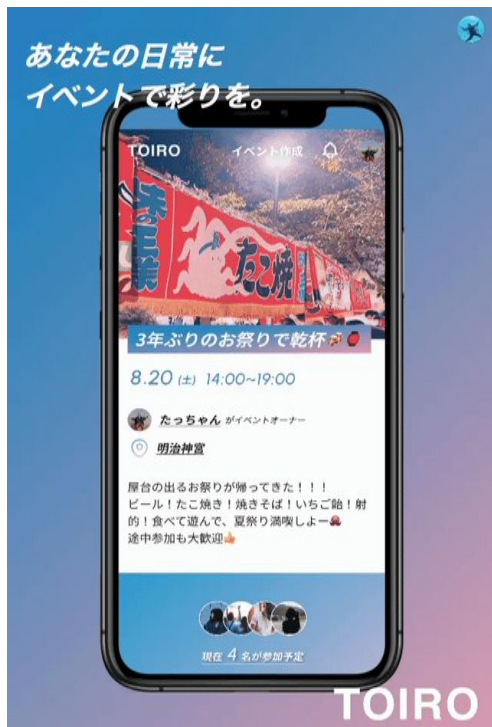 あなたの日常に
イベントで彩りを。
TOIRO
イベント作成
たこ焼
3年ぶりのお祭りで乾杯🍻🏮
8.20 (土) 14:00~19:00
たっちゃん がイベントオーナー
明治神宮
屋台の出るお祭りが帰ってきた！！！
ビール！たこ焼き！焼きそば！いちご飴！射
的！食べて遊んで、夏祭り満喫しよー🐙
途中参加も大歓迎👍
現在 4 名が参加予定
TOIRO